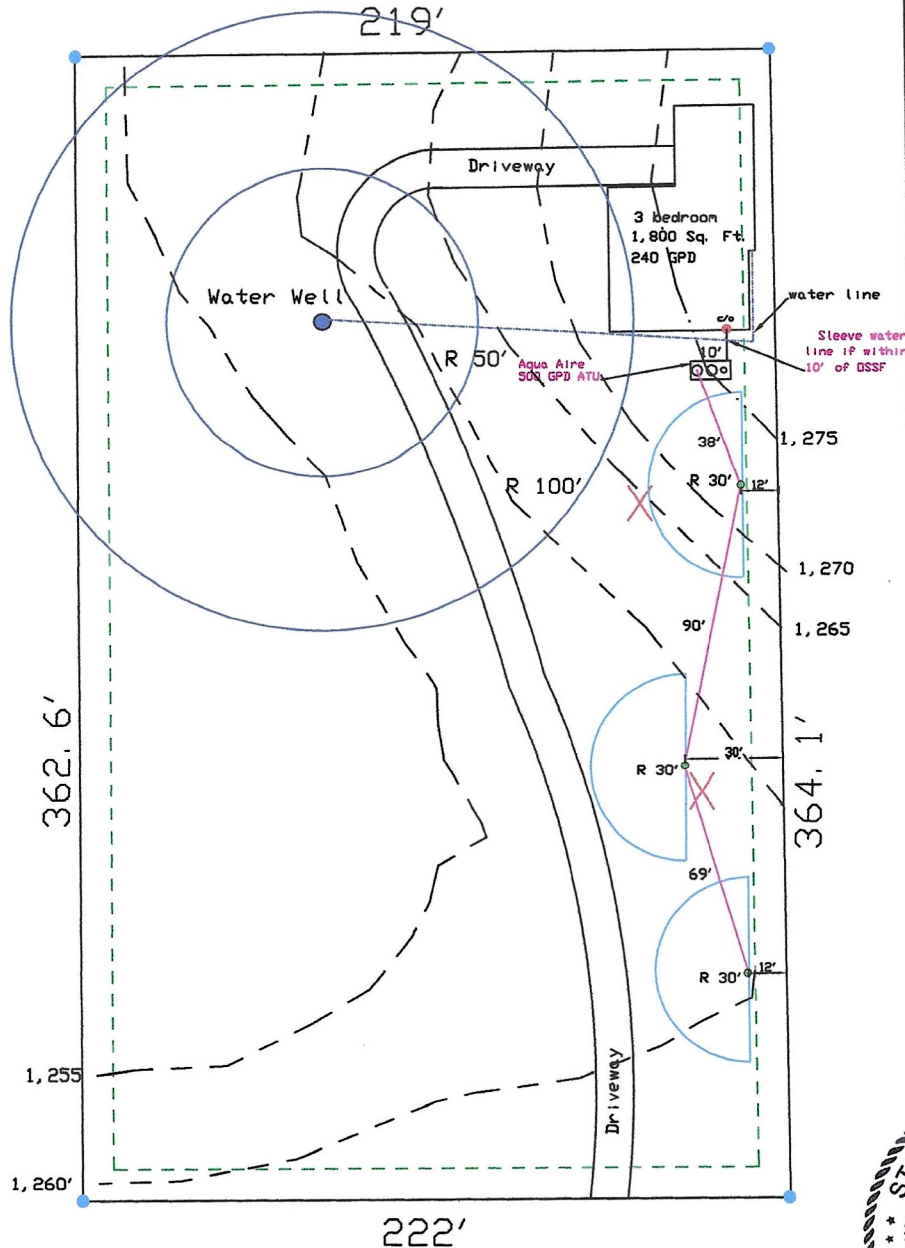 219'
Driveway
3 bedroom
1,800 Sq. Ft.
240 GPD
Water Well
water line
c/o
Sleeve water
line if within
10' of OSSF
10'
R 50'
Aqua Aire
500 GPD ATU
1,275
38'
R 30'
12'
R 100'
1,270
90'
1,265
362.6'
364.1'
30'
R 30'
69'
R 30'
12'
1,255
Driveway
1,260'
222'